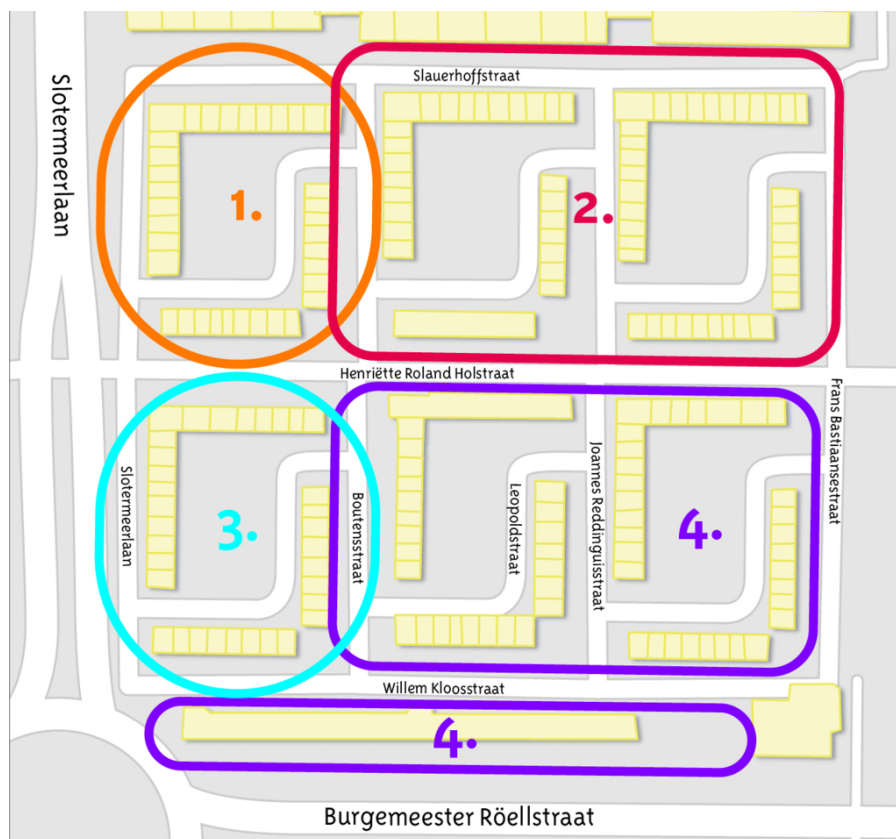 Slauerhoffstraat
Slotermeerlaan
1.
2.
Henriëtte Roland Holstraat
Slotermeerlaan
3.
Boutensstraat
Leopoldstraat
Joannes Reddinguisstraat
4.
Frans Bastiaansestraat
Willem Kloosstraat
4.
Burgemeester Röellstraat